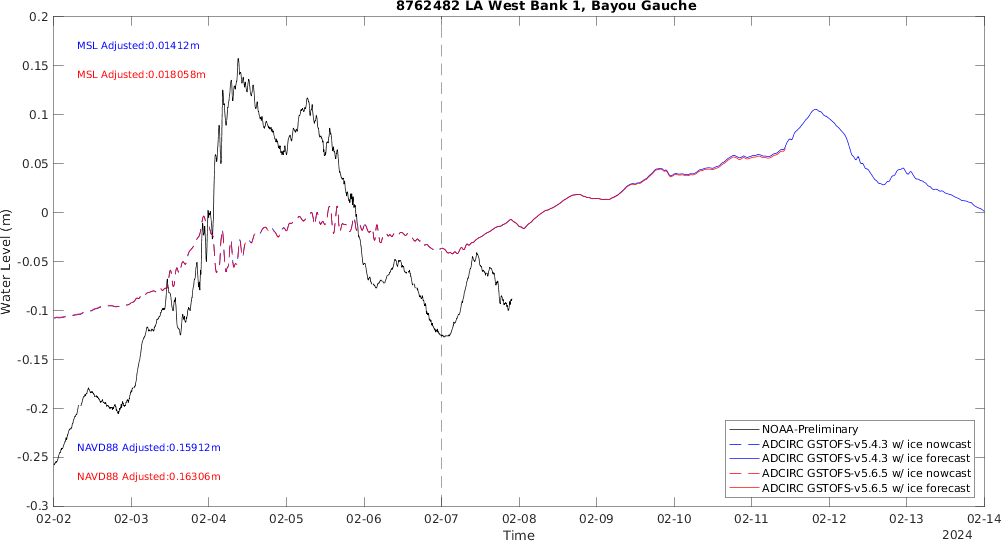 8762482 LA West Bank 1, Bayou Gauche
MSL Adjusted:0.01412m
MSL Adjusted:0.018058m
NAVD88 Adjusted:0.15912m
NAVD88 Adjusted:0.16306m
Water Level (m)
0.2
0.15
0.1
0.05
0
-0.05
-0.1
-0.15
-0.2
-0.25
-0.3
NOAA-Preliminary
ADCIRC GSTOFS-v5.4.3 w/ ice nowcast
ADCIRC GSTOFS-v5.4.3 w/ ice forecast
ADCIRC GSTOFS-v5.6.5 w/ ice nowcast
ADCIRC GSTOFS-v5.6.5 w/ ice forecast
02-02 02-03 02-04 02-05 02-06 02-07 02-08 02-09 02-10 02-11 02-12 02-13 02-14
Time
2024